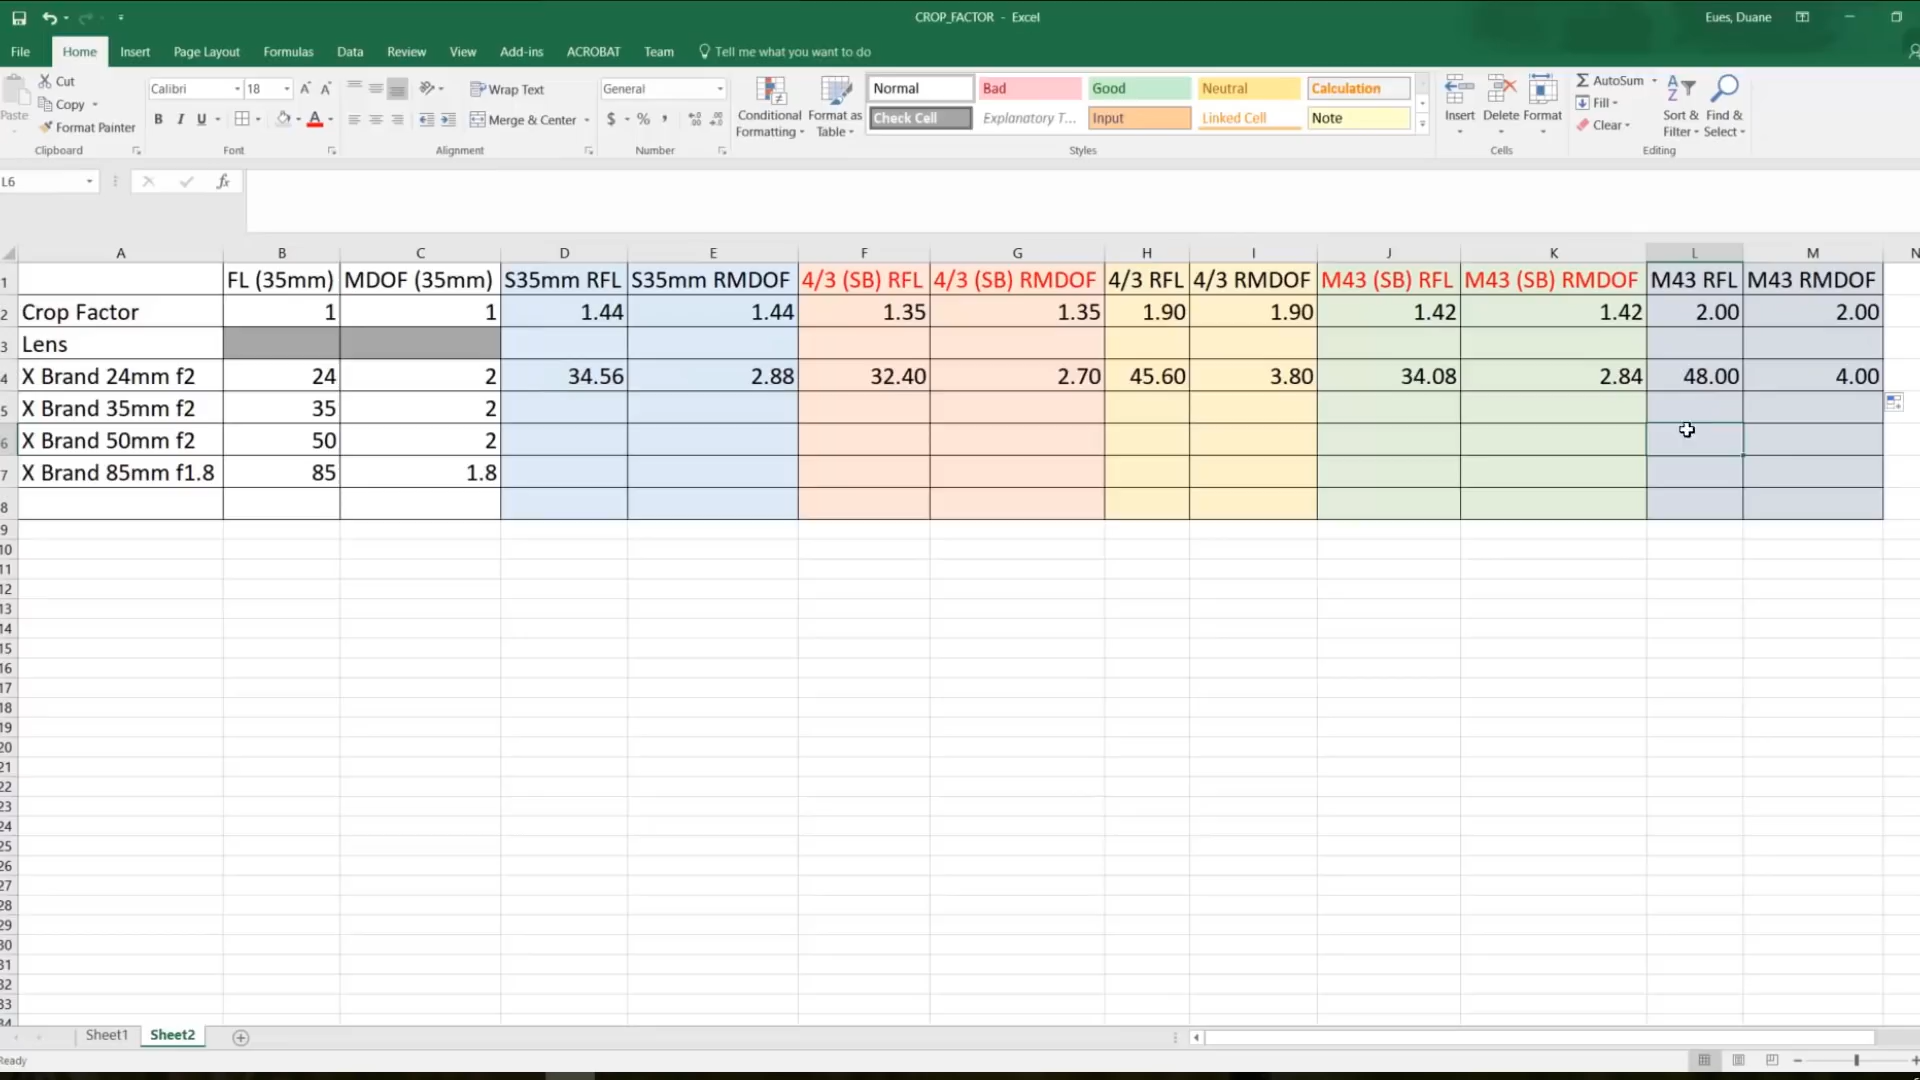 CROP_FACTOR - Excel
Eues, Duane
File Home Insert Page Layout Formulas Data Review View Add-ins ACROBAT Team Tell me what you want to do
Cut
Copy
Format Painter
Paste
Clipboard
Calibri 18
B I U
Font
Wrap Text
Merge & Center
Alignment
General
$ % ,
Number
Conditional Formatting
Format as Table
Normal Bad Good Neutral Calculation
Check Cell Explanatory T... Input Linked Cell Note
Styles
Insert Delete Format
Cells
AutoSum
Fill
Clear
Sort & Filter
Find & Select
Editing
L6 fx
A B C D E F G H I J K L M N
1 FL (35mm) MDOF (35mm) S35mm RFL S35mm RMDOF 4/3 (SB) RFL 4/3 (SB) RMDOF 4/3 RFL 4/3 RMDOF M43 (SB) RFL M43 (SB) RMDOF M43 RFL M43 RMDOF
2 Crop Factor 1 1 1.44 1.44 1.35 1.35 1.90 1.90 1.42 1.42 2.00 2.00
3 Lens
4 X Brand 24mm f2 24 2 34.56 2.88 32.40 2.70 45.60 3.80 34.08 2.84 48.00 4.00
5 X Brand 35mm f2 35 2
6 X Brand 50mm f2 50 2
7 X Brand 85mm f1.8 85 1.8
8
9
10
11
12
13
14
15
16
17
18
19
20
21
22
23
24
25
26
27
28
29
30
31
32
33
34
Sheet1 Sheet2
Ready